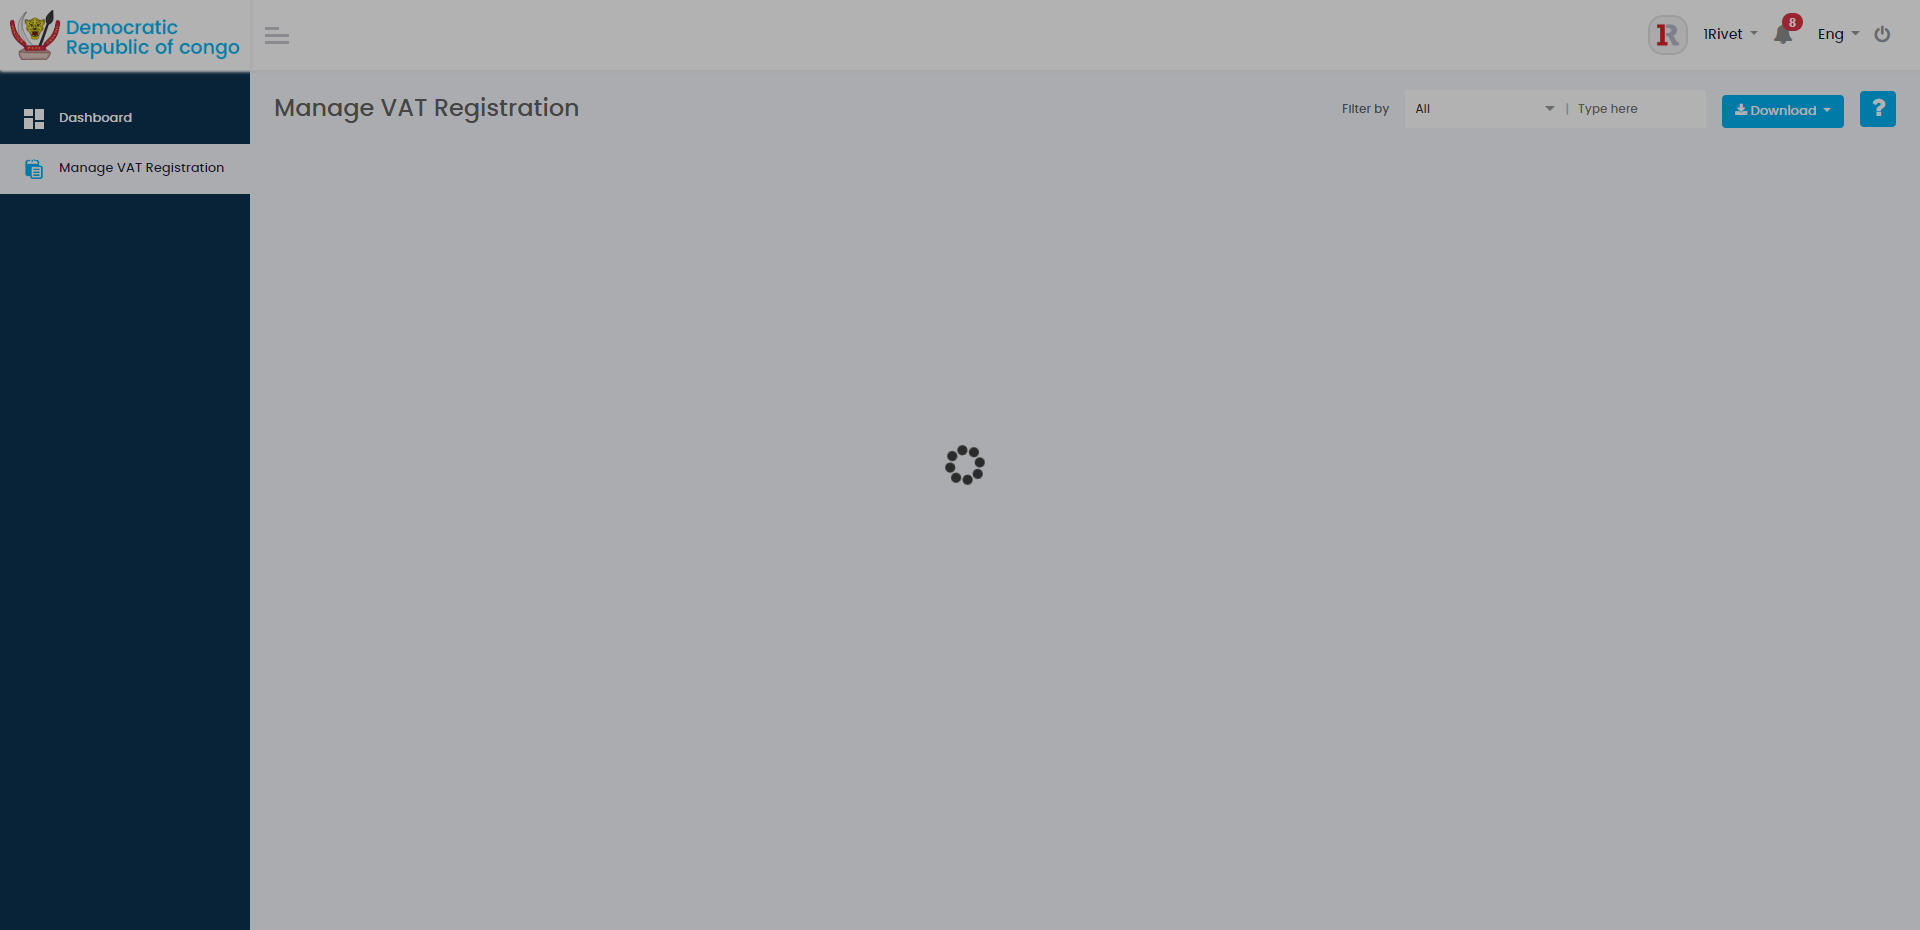 Democratic
Republic of congo
1R
1Rivet
8
Eng
Dashboard
Manage VAT Registration
Manage VAT Registration
Filter by
All
| Type here
Download
?